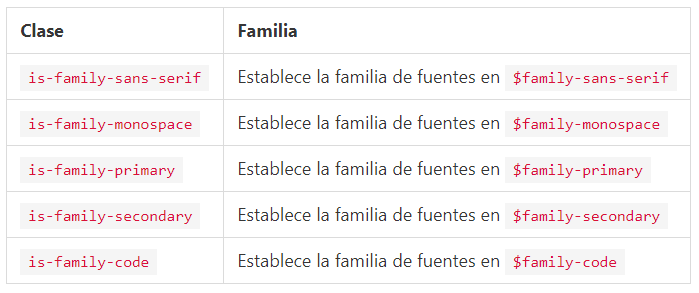 Clase Familia
is-family-sans-serif Establece la familia de fuentes en $family-sans-serif
is-family-monospace Establece la familia de fuentes en $family-monospace
is-family-primary Establece la familia de fuentes en $family-primary
is-family-secondary Establece la familia de fuentes en $family-secondary
is-family-code Establece la familia de fuentes en $family-code